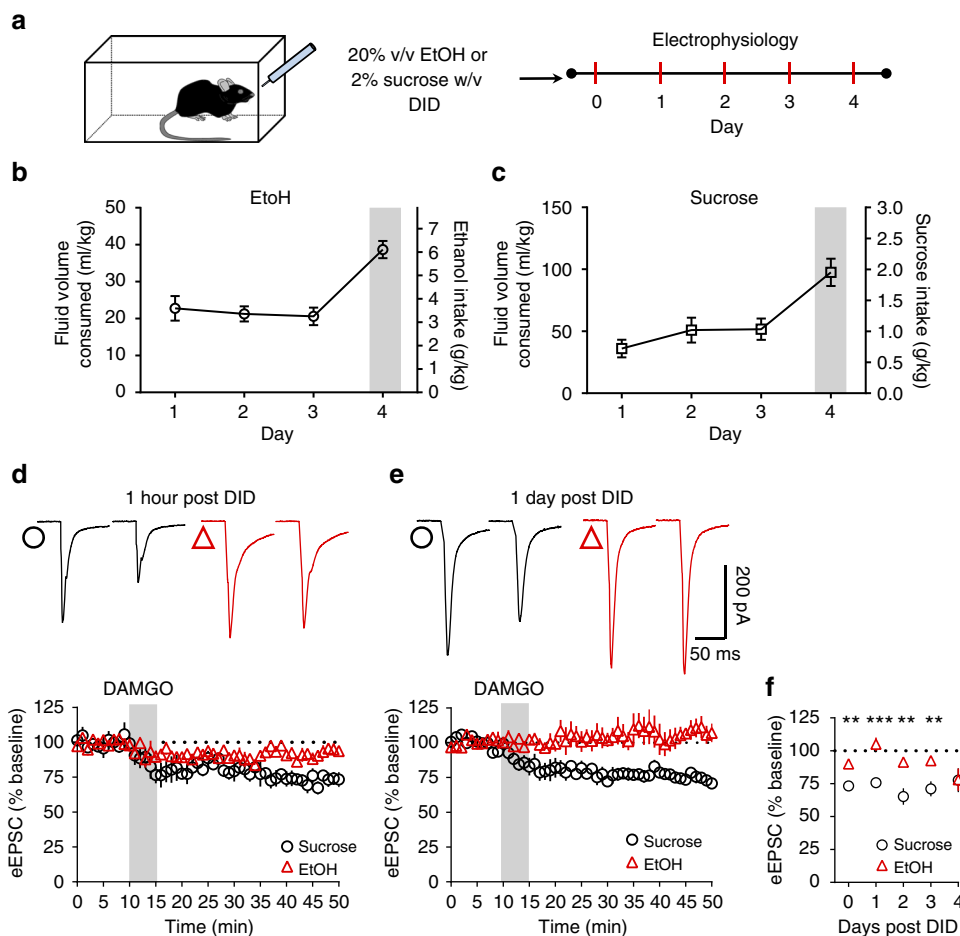 a
20% v/v EtOH or
2% sucrose w/v
DID
Electrophysiology
0 1 2 3 4
Day
b
EtoH
Fluid volume
consumed (ml/kg)
50
40
30
20
10
0
1 2 3 4
Day
7
6
5
4
3
2
1
0
Ethanol intake
(g/kg)
c
Sucrose
Fluid volume
consumed (ml/kg)
150
100
50
0
1 2 3 4
Day
3.0
2.5
2.0
1.5
1.0
0.5
0.0
Sucrose intake
(g/kg)
d
1 hour post DID
DAMGO
eEPSC (% baseline)
125
100
75
50
25
0
Sucrose
EtOH
0 5 10 15 20 25 30 35 40 45 50
Time (min)
e
1 day post DID
200 pA
50 ms
DAMGO
eEPSC (% baseline)
125
100
75
50
25
0
Sucrose
EtOH
0 5 10 15 20 25 30 35 40 45 50
Time (min)
f
eEPSC (% baseline)
125
100
75
50
25
0
** *** ** **
Sucrose
EtOH
0 1 2 3 4
Days post DID